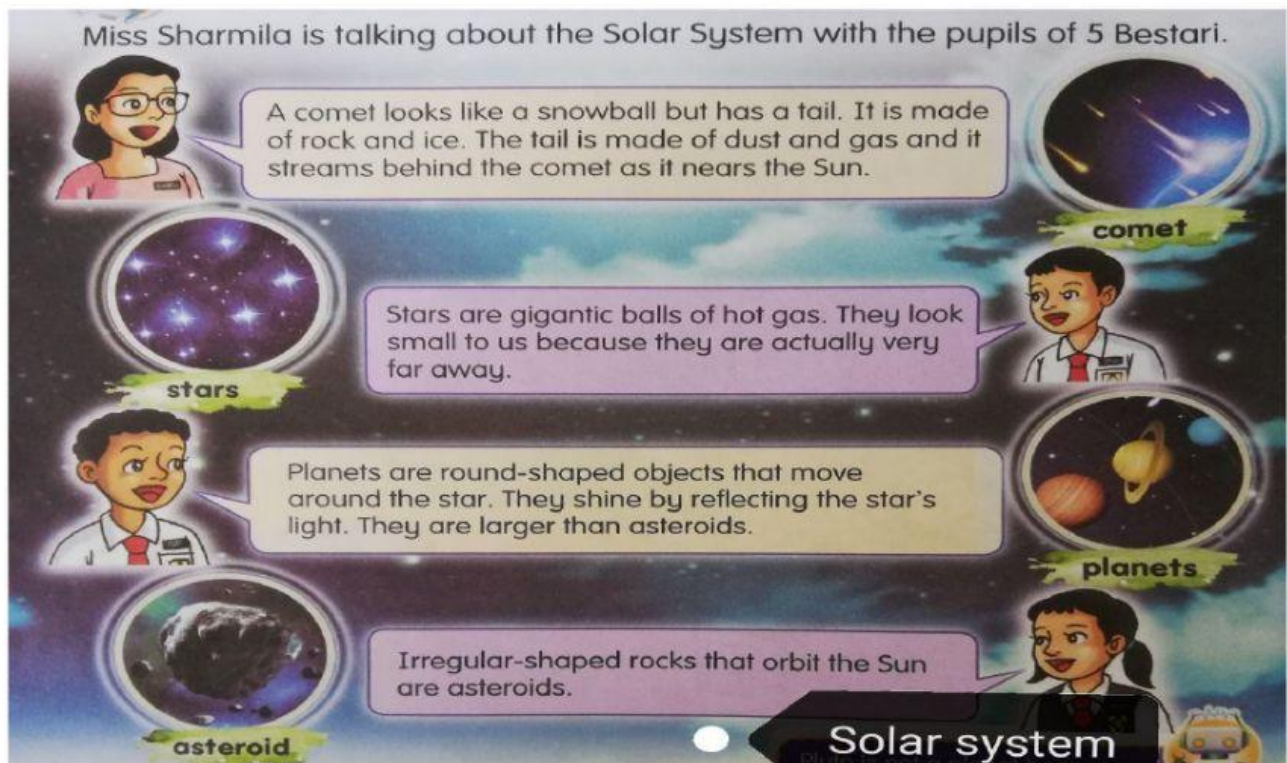 Miss Sharmila is talking about the Solar System with the pupils of 5 Bestari.
A comet looks like a snowball but has a tail. It is made
of rock and ice. The tail is made of dust and gas and it
streams behind the comet as it nears the Sun.
comet
Stars are gigantic balls of hot gas. They look
small to us because they are actually very
far away.
stars
Planets are round-shaped objects that move
around the star. They shine by reflecting the star's
light. They are larger than asteroids.
planets
Irregular-shaped rocks that orbit the Sun
are asteroids.
asteroid
Solar system